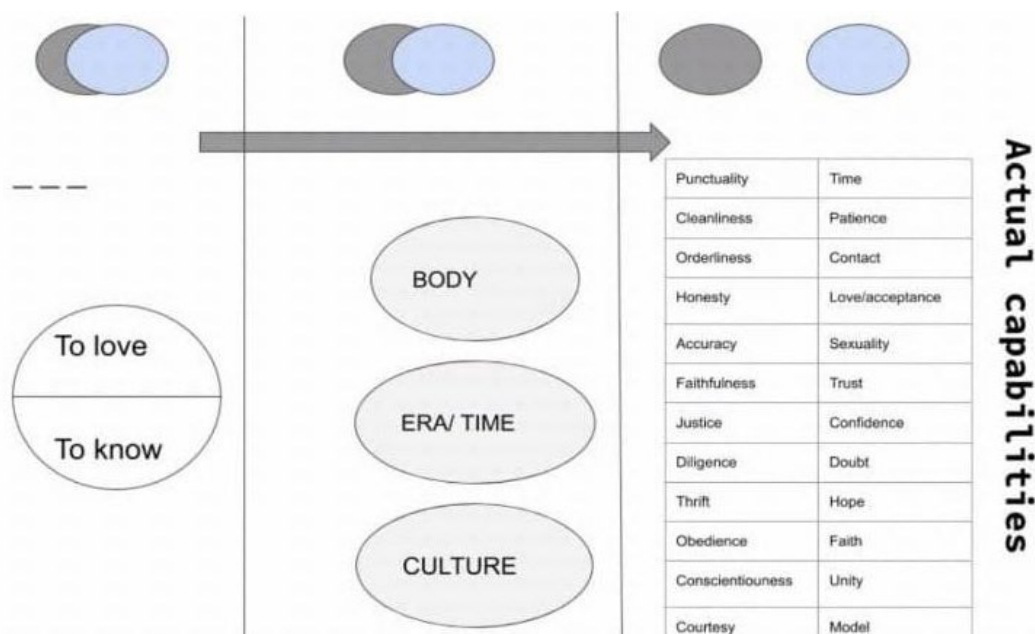 To love
To know
BODY
ERA/ TIME
CULTURE
Punctuality Time
Cleanliness Patience
Orderliness Contact
Honesty Love/acceptance
Accuracy Sexuality
Faithfulness Trust
Justice Confidence
Diligence Doubt
Thrift Hope
Obedience Faith
Conscientiouness Unity
Courtesy Model
Actual capabilities